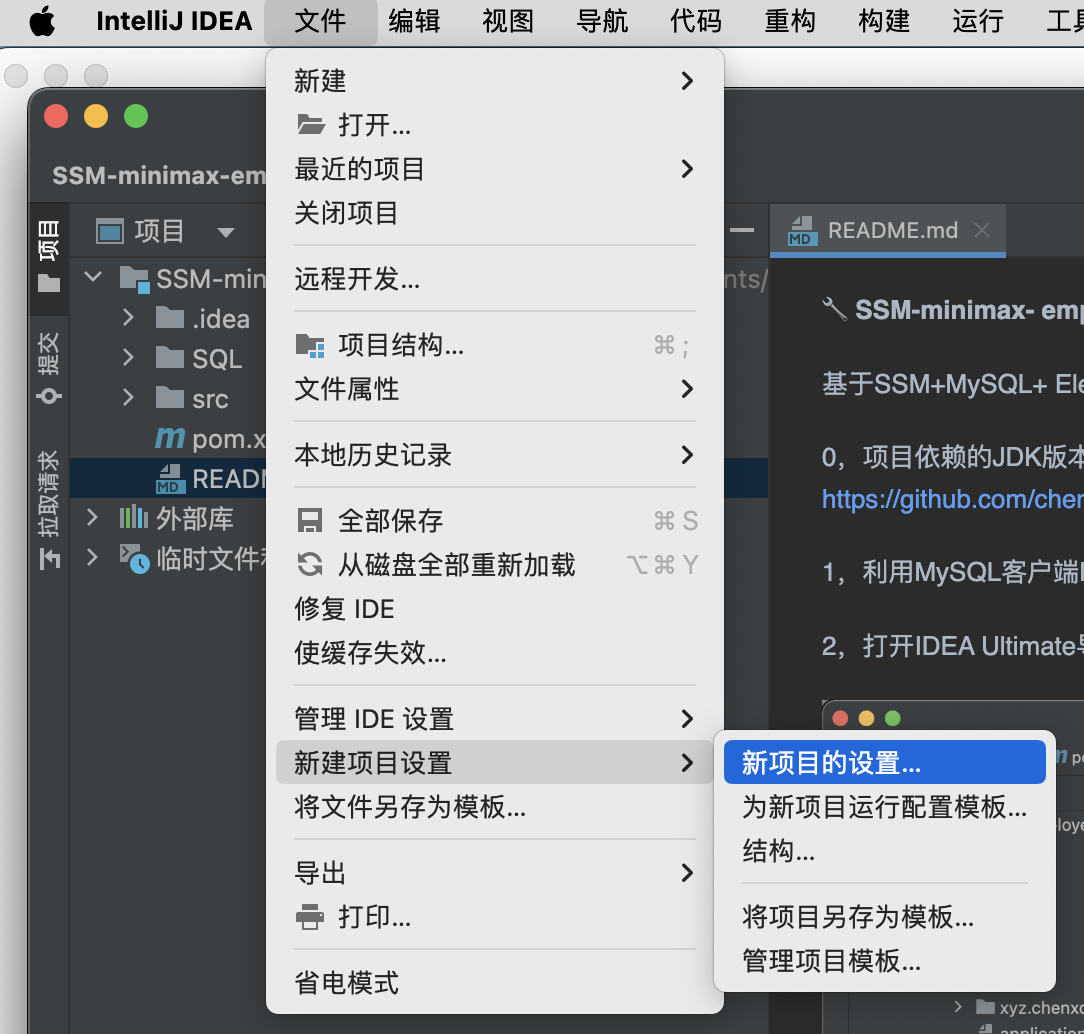 IntelliJ IDEA 文件 编辑 视图 导航 代码 重构 构建 运行
新建
打开...
最近的项目
关闭项目
远程开发...
项目结构... ⌘ ;
文件属性
本地历史记录
全部保存 ⌘ S
从磁盘全部重新加载 ⌥ ⌘ Y
修复 IDE
使缓存失效...
管理 IDE 设置
新建项目设置
将文件另存为模板...
导出
打印...
省电模式
新项目的设置...
为新项目运行配置模板...
结构...
将项目另存为模板...
管理项目模板...
SSM-minimax-em
项目
提交
拉取请求
项目
SSM-min
nts/
.idea
SQL
src
m pom.x
MD READ
外部库
临时文件
MD README.md
SSM-minimax- emp
基于SSM+MySQL+ Ele
0，项目依赖的JDK版本
https://github.com/cher
1，利用MySQL客户端
2，打开IDEA Ultimate
xyz.chenxo
application